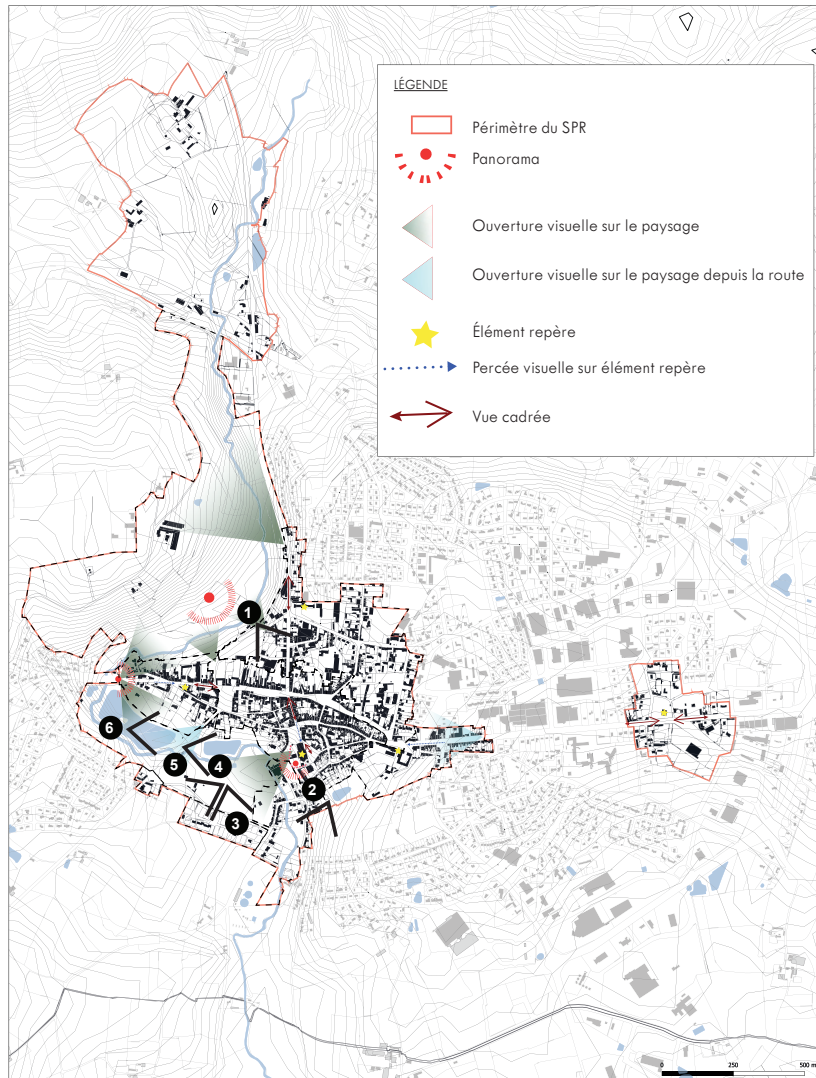 LÉGENDE
Périmètre du SPR
Panorama
Ouverture visuelle sur le paysage
Ouverture visuelle sur le paysage depuis la route
Élément repère
Percée visuelle sur élément repère
Vue cadrée
1
6
5
4
2
3
0 250 500 m